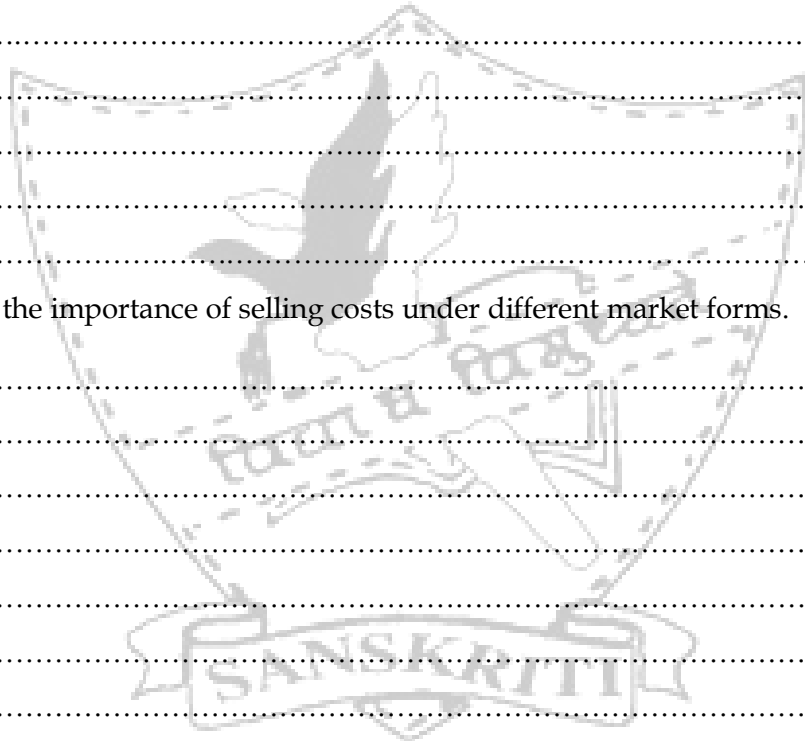 the importance of selling costs under different market forms.
SANSKRITI